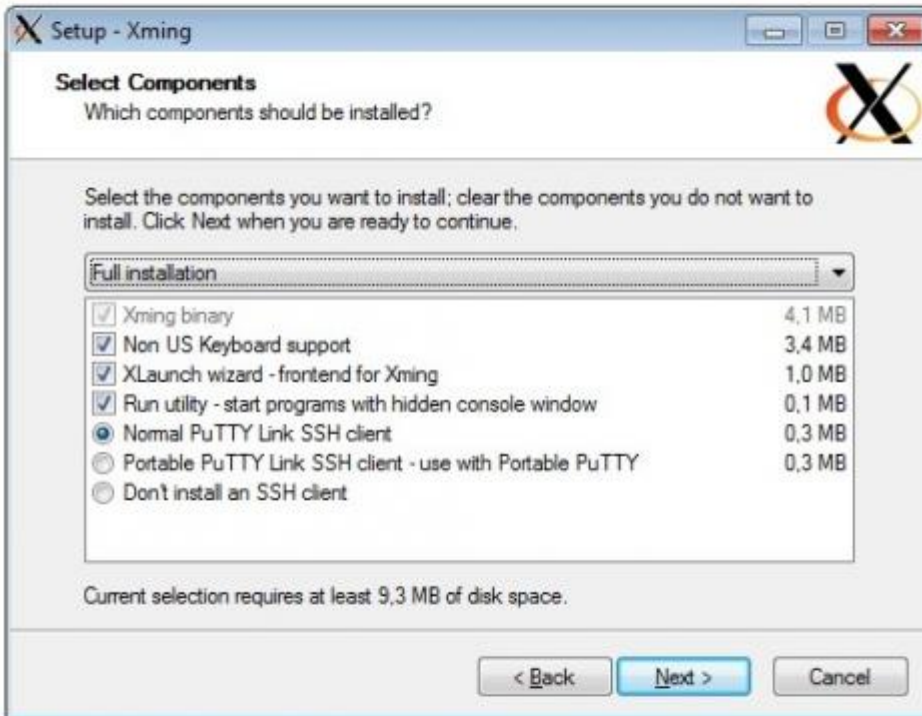 Setup - Xming
Select Components
Which components should be installed?
Select the components you want to install; clear the components you do not want to
install. Click Next when you are ready to continue.
Full installation
Xming binary 4,1 MB
Non US Keyboard support 3,4 MB
XLaunch wizard - frontend for Xming 1,0 MB
Run utility - start programs with hidden console window 0,1 MB
Normal PuTTY Link SSH client 0,3 MB
Portable PuTTY Link SSH client - use with Portable PuTTY 0,3 MB
Don't install an SSH client
Current selection requires at least 9,3 MB of disk space.
< Back Next > Cancel